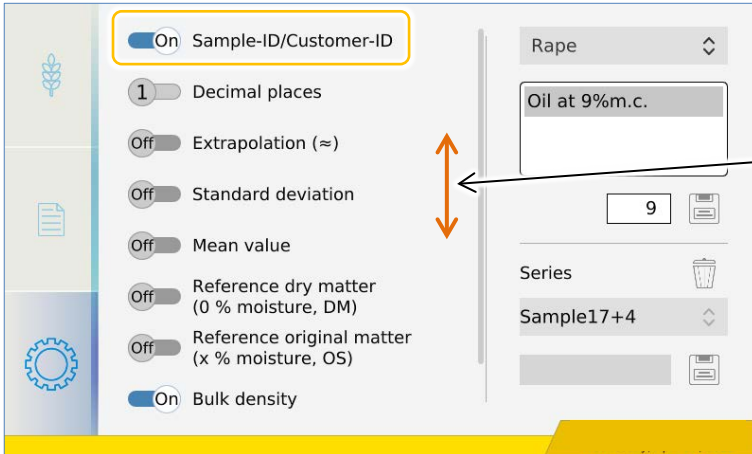 On Sample-ID/Customer-ID
1 Decimal places
Off Extrapolation (≈)
Off Standard deviation
Off Mean value
Off Reference dry matter
(0 % moisture, DM)
Off Reference original matter
(x % moisture, OS)
On Bulk density
Rape
Oil at 9%m.c.
9
Series
Sample17+4